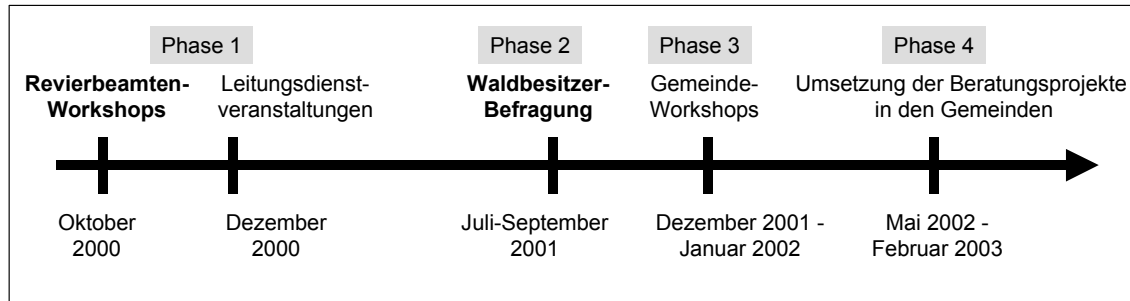 Phase 1
Phase 2
Phase 3
Phase 4
Revierbeamten-
Workshops
Leitungsdienst-
veranstaltungen
Waldbesitzer-
Befragung
Gemeinde-
Workshops
Umsetzung der Beratungsprojekte
in den Gemeinden
Oktober
2000
Dezember
2000
Juli-September
2001
Dezember 2001 -
Januar 2002
Mai 2002 -
Februar 2003